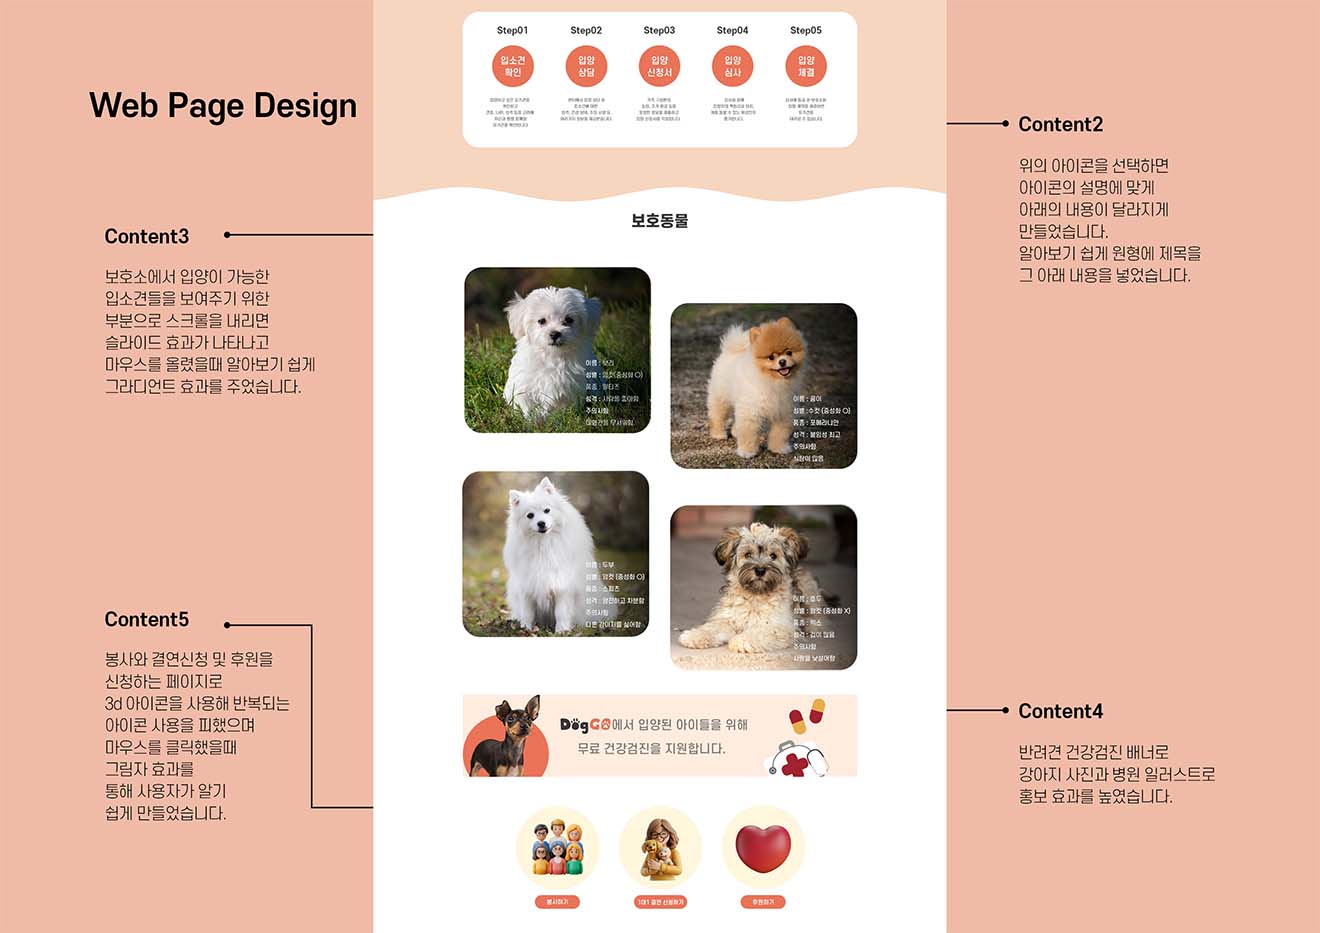 Web Page Design
Step01
Step02
Step03
Step04
Step05
입소견
확인
입양
상담
입양
신청서
입양
심사
입양
체결
Content2
위의 아이콘을 선택하면
아이콘의 설명에 맞게
아래의 내용이 달라지게
만들었습니다.
알아보기 쉽게 원형에 제목을
그 아래 내용을 넣었습니다.
Content3
보호소에서 입양이 가능한
입소견들을 보여주기 위한
부분으로 스크롤을 내리면
슬라이드 효과가 나타나고
마우스를 올렸을때 알아보기 쉽게
그라디언트 효과를 주었습니다.
보호동물
이름 : 보리
성별 : 암컷(중성화 O)
품종 : 말티즈
성격 : 사람을 좋아함
주의사항
대형견을 무서워함
이름 : 몽이
성별 : 수컷 (중성화 O)
품종 : 포메라니안
성격 : 붙임성 최고
주의사항
식탐이 많음
이름 : 두부
성별 : 암컷 (중성화 O)
품종 : 스피츠
성격 : 얌전하고 차분함
주의사항
다른 강아지를 싫어함
이름 : 호두
성별 : 암컷 (중성화 X)
품종 : 믹스
성격 : 겁이 많음
주의사항
사람을 낯설어함
Content5
봉사와 결연신청 및 후원을
신청하는 페이지로
3d 아이콘을 사용해 반복되는
아이콘 사용을 피했으며
마우스를 클릭했을때
그림자 효과를
통해 사용자가 알기
쉽게 만들었습니다.
DogGO에서 입양된 아이들을 위해
무료 건강검진을 지원합니다.
Content4
반려견 건강검진 배너로
강아지 사진과 병원 일러스트로
홍보 효과를 높였습니다.
봉사하기
1대1 결연 신청하기
후원하기